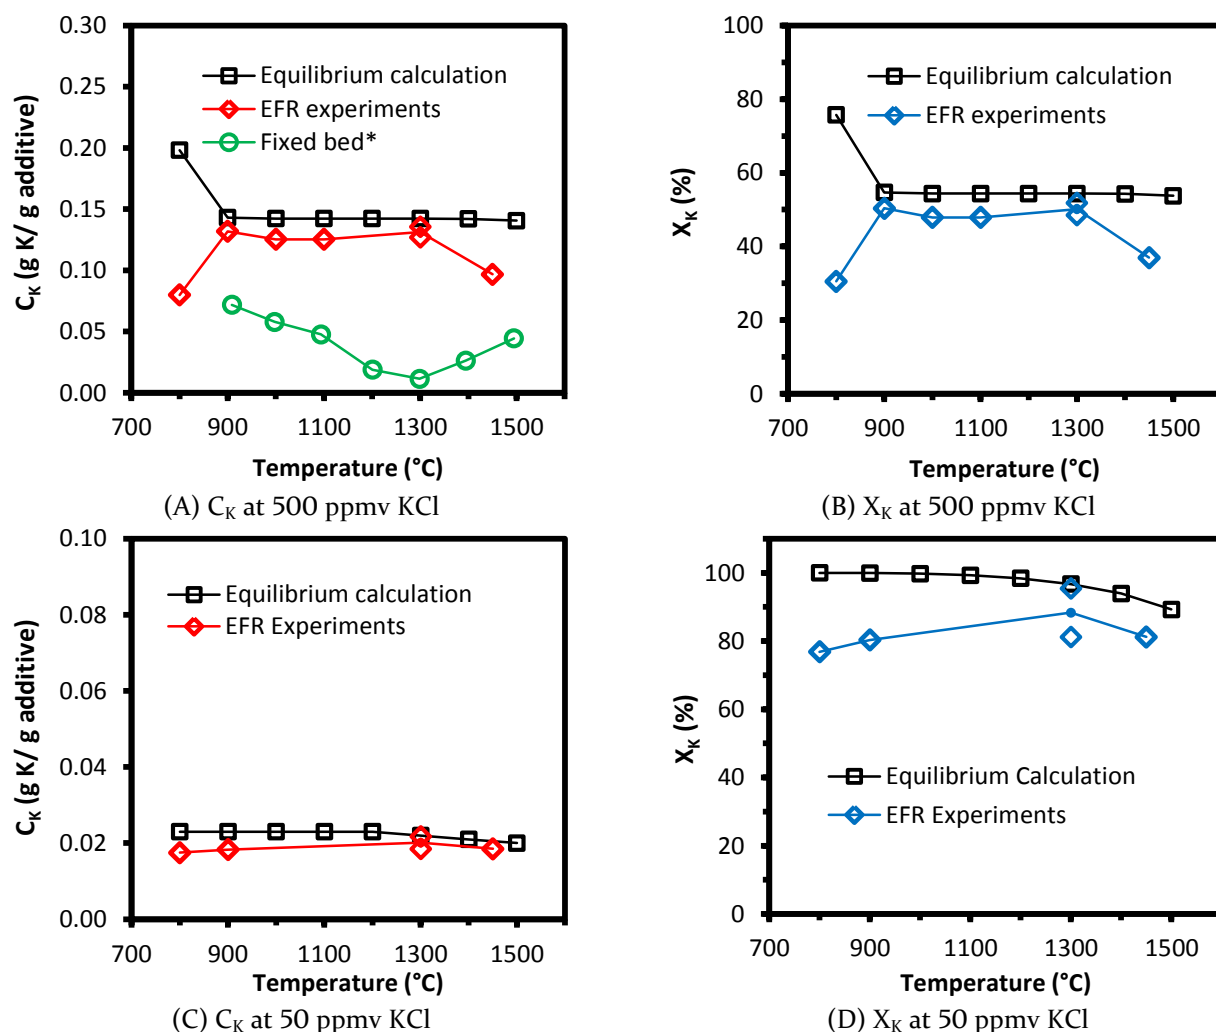 0.30
0.25
0.20
0.15
0.10
0.05
0.00
C_K (g K/ g additive)
Equilibrium calculation
EFR experiments
Fixed bed*
700 900 1100 1300 1500
Temperature (°C)
(A) C_K at 500 ppmv KCl
100
80
60
40
20
0
X_K (%)
Equilibrium calculation
EFR experiments
700 900 1100 1300 1500
Temperature (°C)
(B) X_K at 500 ppmv KCl
0.10
0.08
0.06
0.04
0.02
0.00
C_K (g K/ g additive)
Equilibrium calculation
EFR Experiments
700 900 1100 1300 1500
Temperature (°C)
(C) C_K at 50 ppmv KCl
100
80
60
40
20
0
X_K (%)
Equilibrium Calculation
EFR Experiments
700 900 1100 1300 1500
Temperature (°C)
(D) X_K at 50 ppmv KCl